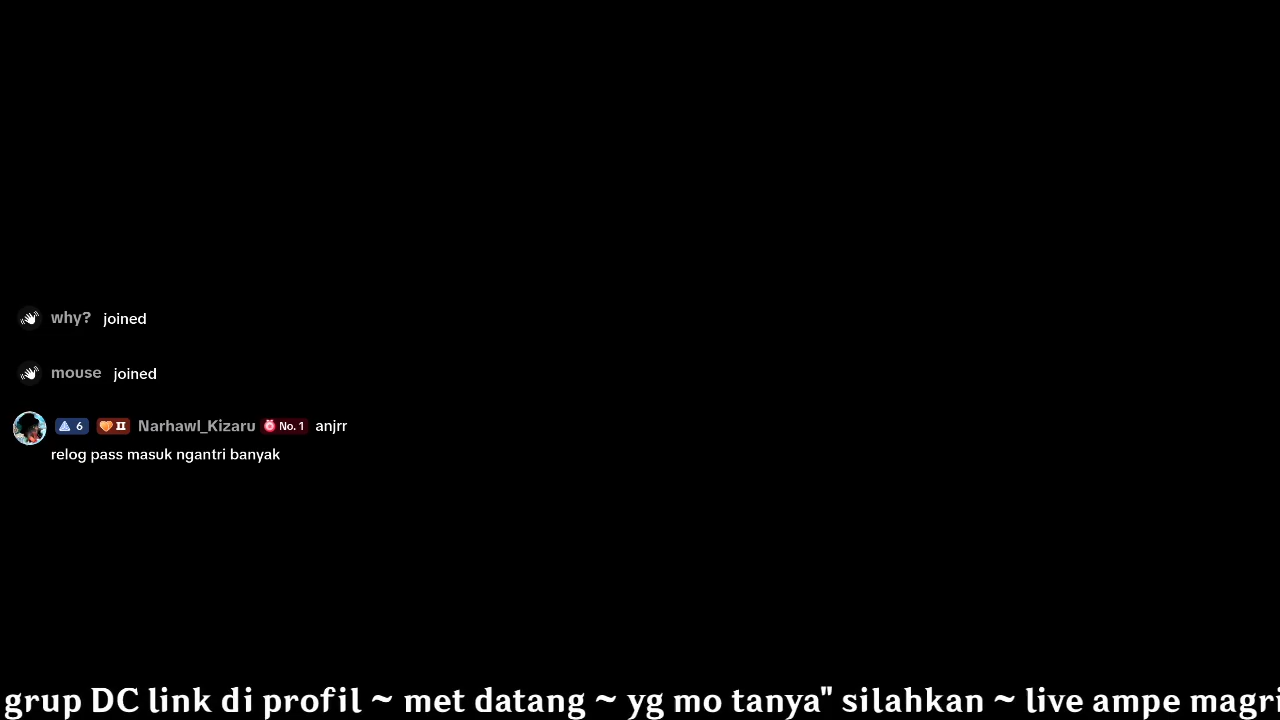 why? joined
mouse joined
6 II Narhawl_Kizaru No. 1 anjrr
relog pass masuk ngantri banyak
grup DC link di profil ~ met datang ~ yg mo tanya" silahkan ~ live ampe magri